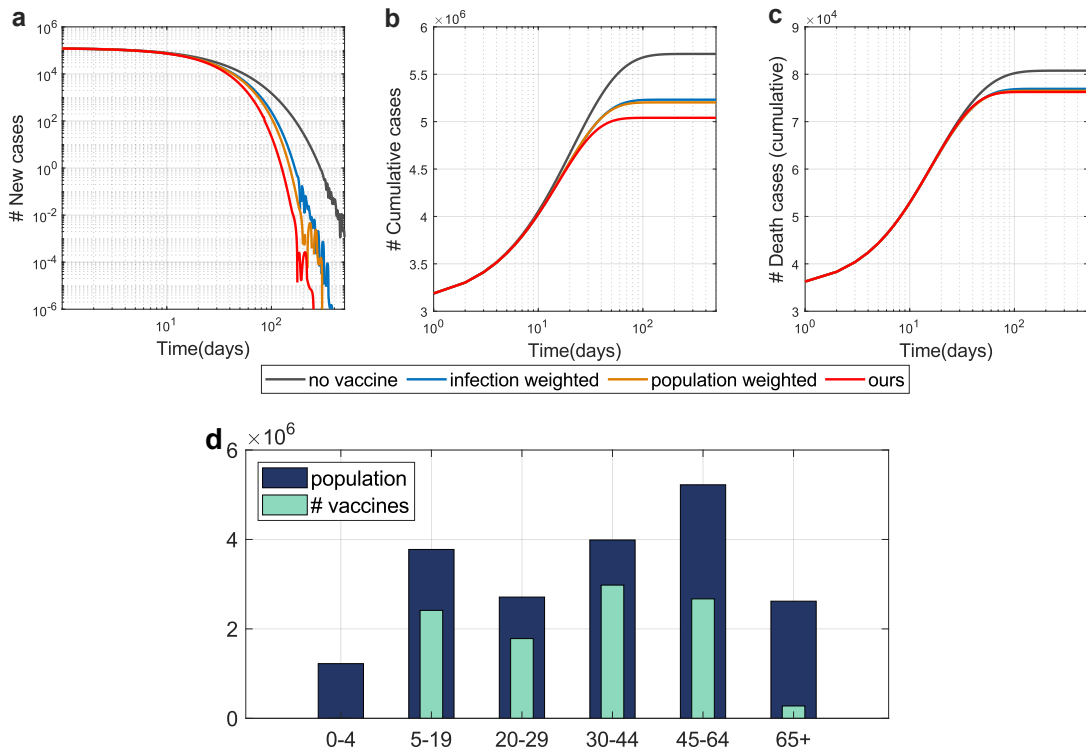 a
b
c
×10^6
×10^4
10^6
10^4
10^2
10^0
10^-2
10^-4
10^-6
# New cases
10^1
10^2
Time(days)
6
5.5
5
4.5
4
3.5
3
# Cumulative cases
10^0
10^1
10^2
Time(days)
9
8
7
6
5
4
3
# Death cases (cumulative)
10^0
10^1
10^2
Time(days)
no vaccine infection weighted population weighted ours
d
×10^6
6
4
2
0
population
# vaccines
0-4 5-19 20-29 30-44 45-64 65+